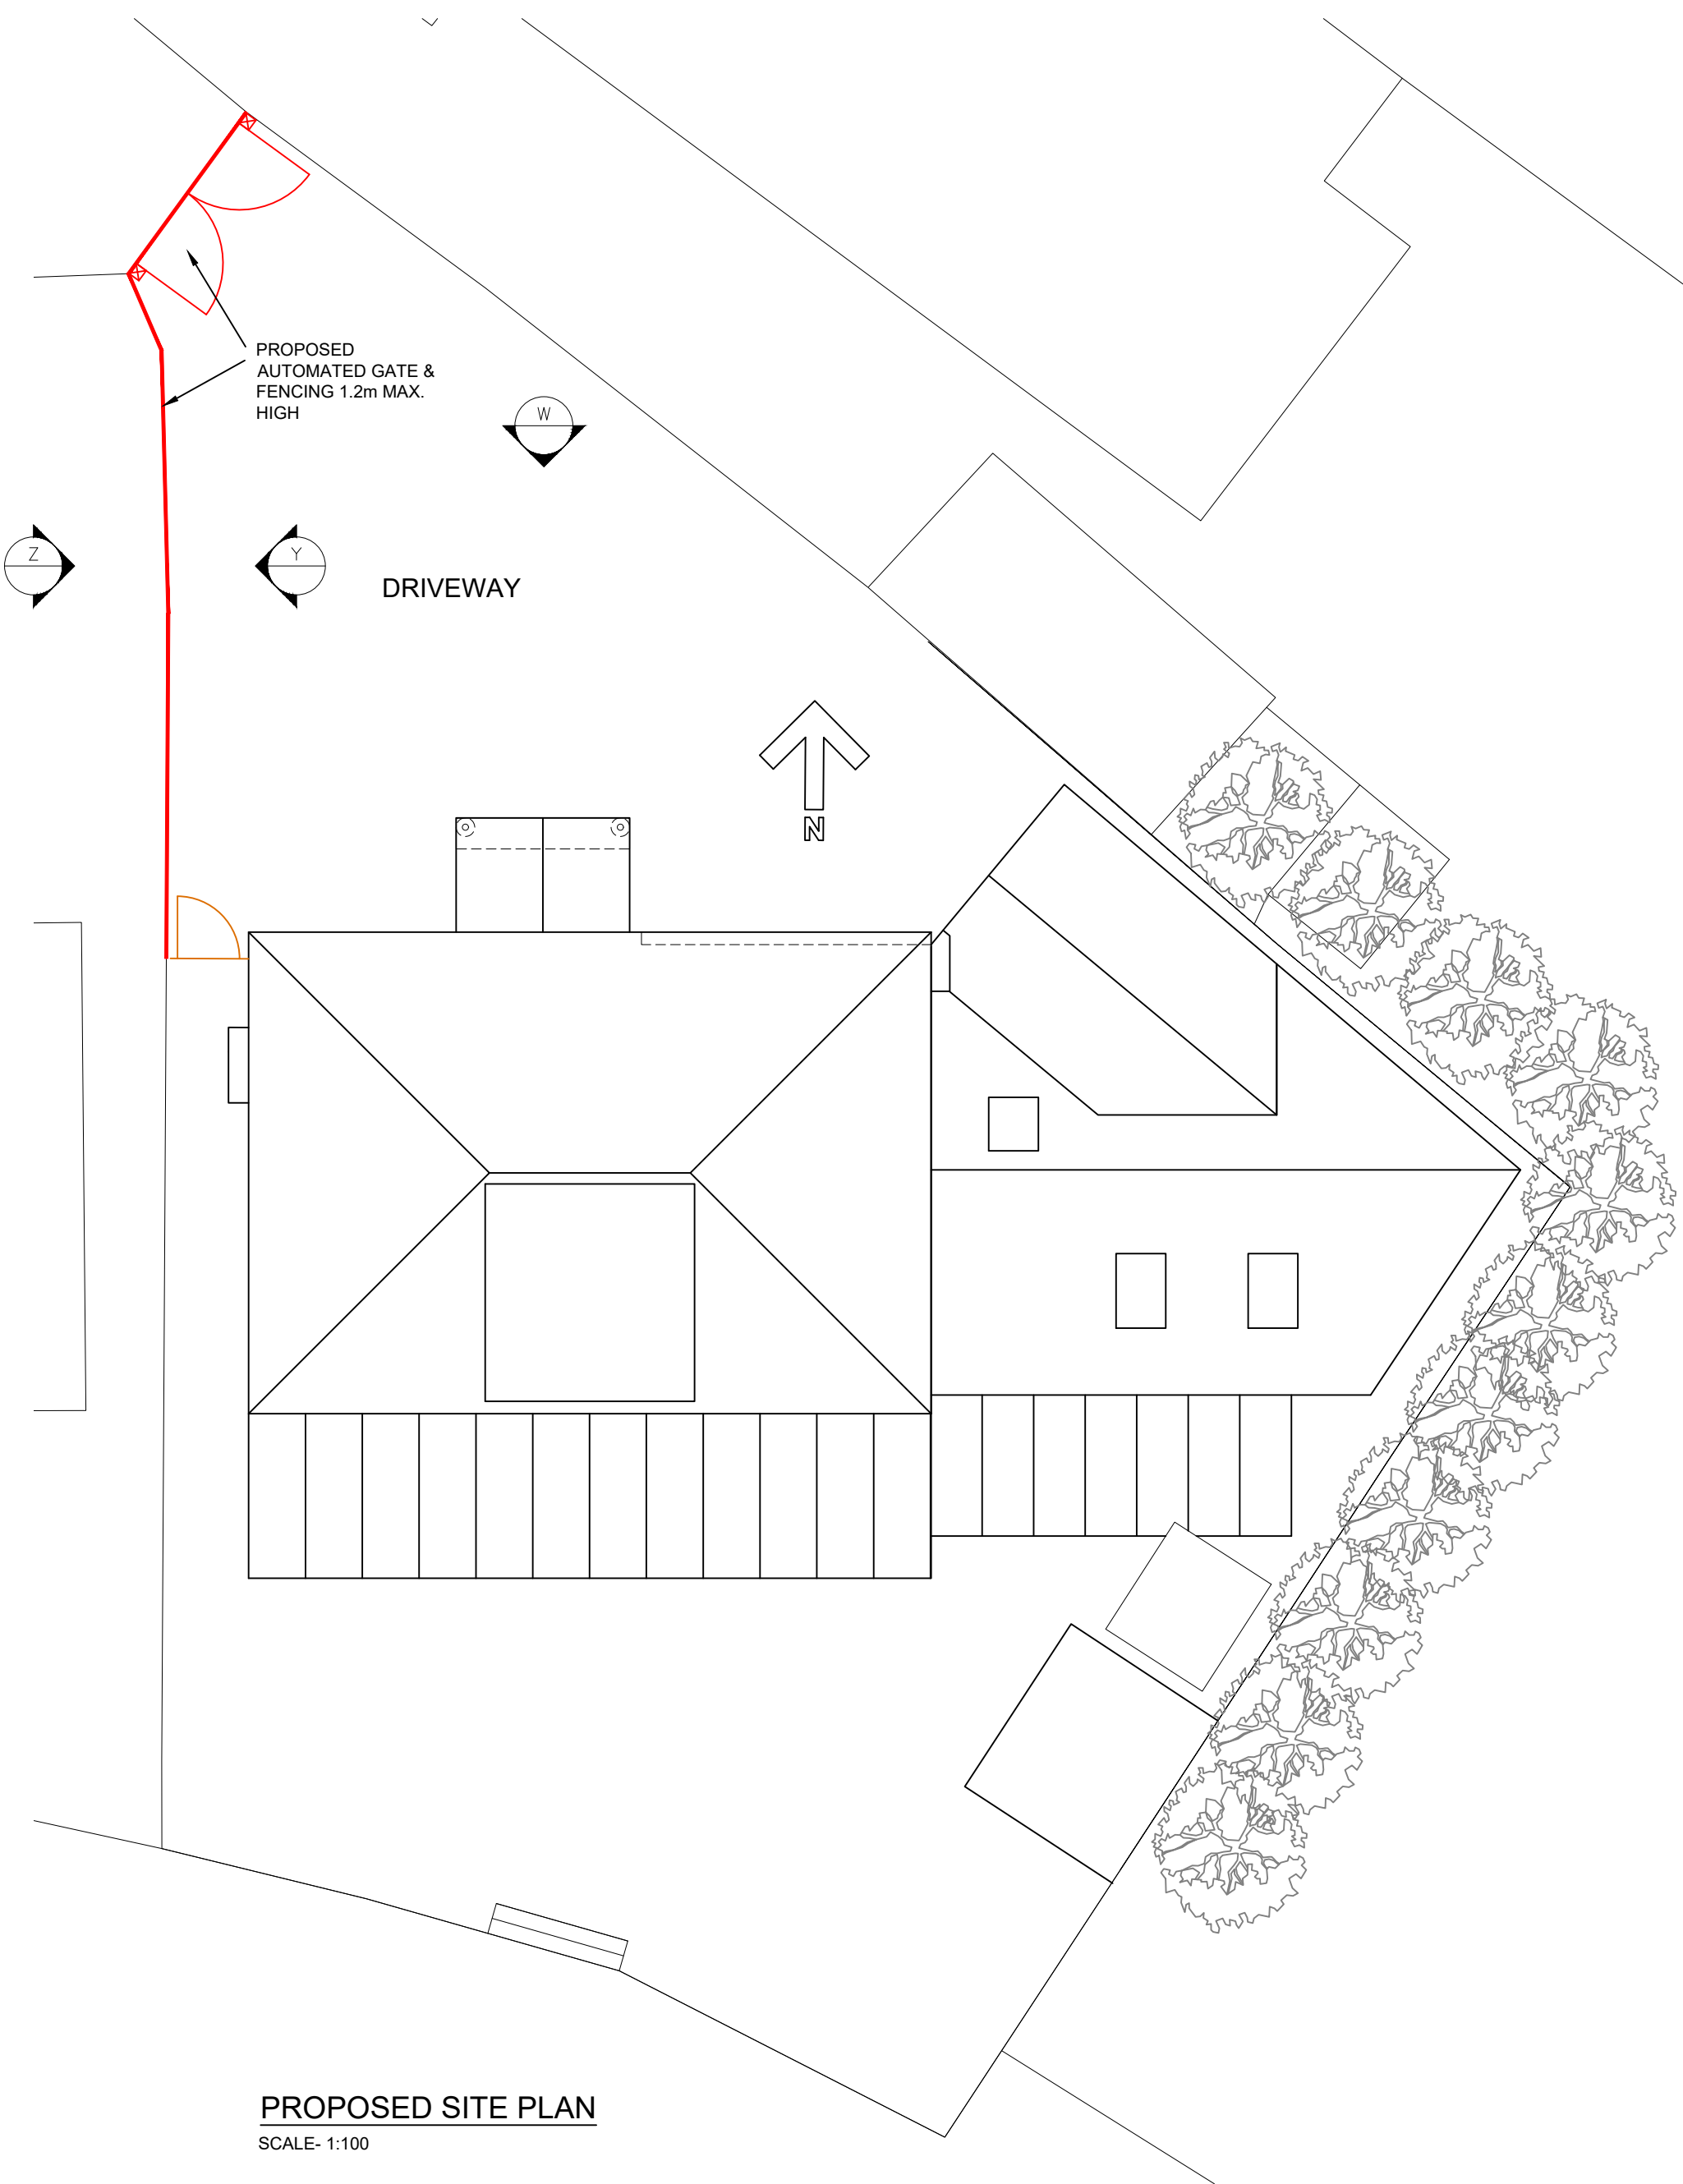 PROPOSED
AUTOMATED GATE &
FENCING 1.2m MAX.
HIGH
W
Z
Y
DRIVEWAY
N
PROPOSED SITE PLAN
SCALE- 1:100